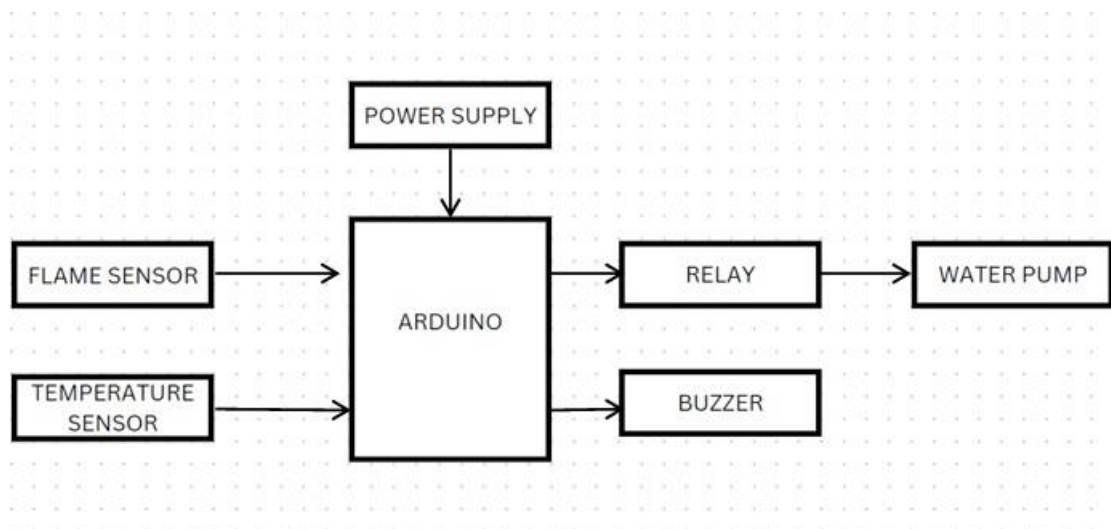 POWER SUPPLY
FLAME SENSOR
ARDUINO
RELAY
WATER PUMP
TEMPERATURE
SENSOR
BUZZER